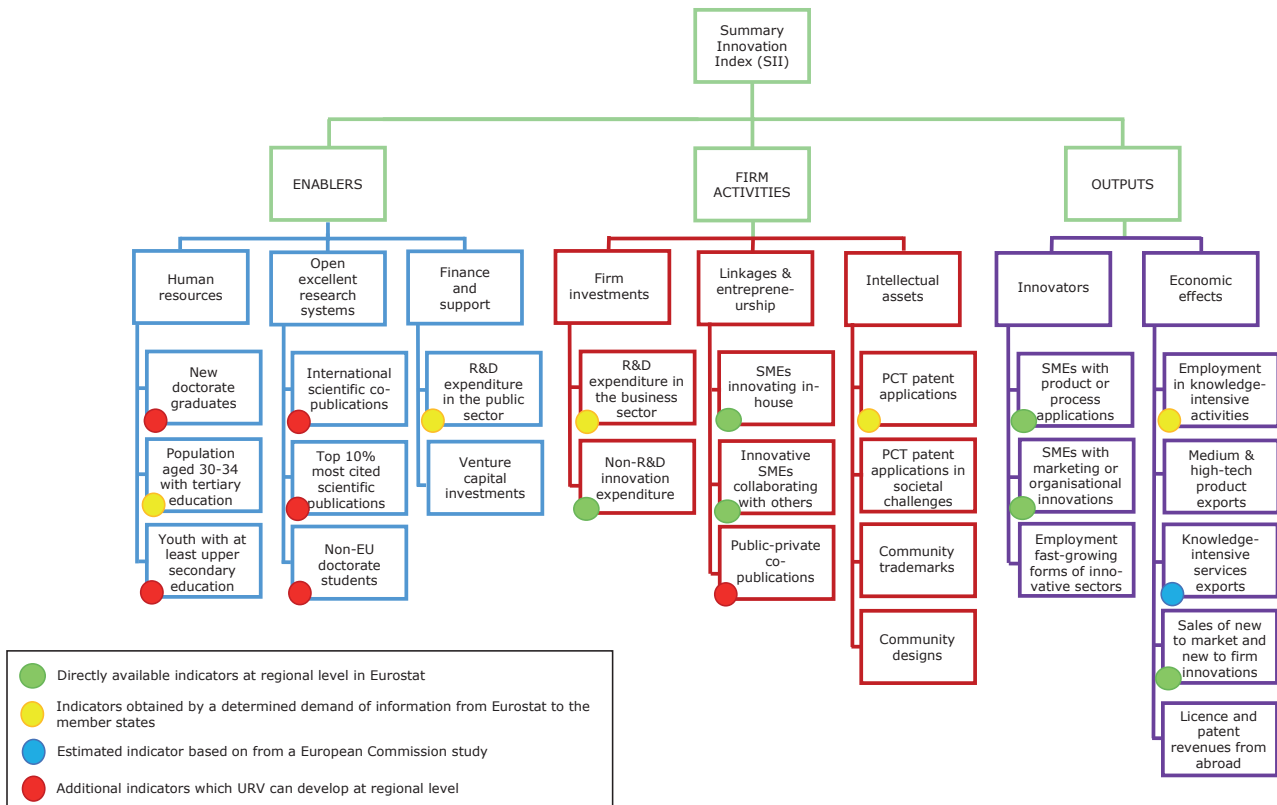 Summary
Innovation
Index (SII)
ENABLERS
FIRM
ACTIVITIES
OUTPUTS
Human
resources
Open
excellent
research
systems
Finance
and
support
Firm
investments
Linkages &
entreprene-
urship
Intellectual
assets
Innovators
Economic
effects
New
doctorate
graduates
International
scientific co-
publications
R&D
expenditure
in the public
sector
R&D
expenditure in
the business
sector
SMEs
innovating in-
house
PCT patent
applications
SMEs with
product or
process
applications
Employment
in knowledge-
intensive
activities
Population
aged 30-34
with tertiary
education
Top 10%
most cited
scientific
publications
Venture
capital
investments
Non-R&D
innovation
expenditure
Innovative
SMEs
collaborating
with others
PCT patent
applications in
societal
challenges
SMEs with
marketing or
organisational
innovations
Medium &
high-tech
product
exports
Youth with at
least upper
secondary
education
Non-EU
doctorate
students
Public-private
co-
publications
Community
trademarks
Employment
fast-growing
forms of inno-
vative sectors
Knowledge-
intensive
services
exports
Community
designs
Sales of new
to market and
new to firm
innovations
Licence and
patent
revenues from
abroad
Directly available indicators at regional level in Eurostat
Indicators obtained by a determined demand of information from Eurostat to the
member states
Estimated indicator based on from a European Commission study
Additional indicators which URV can develop at regional level